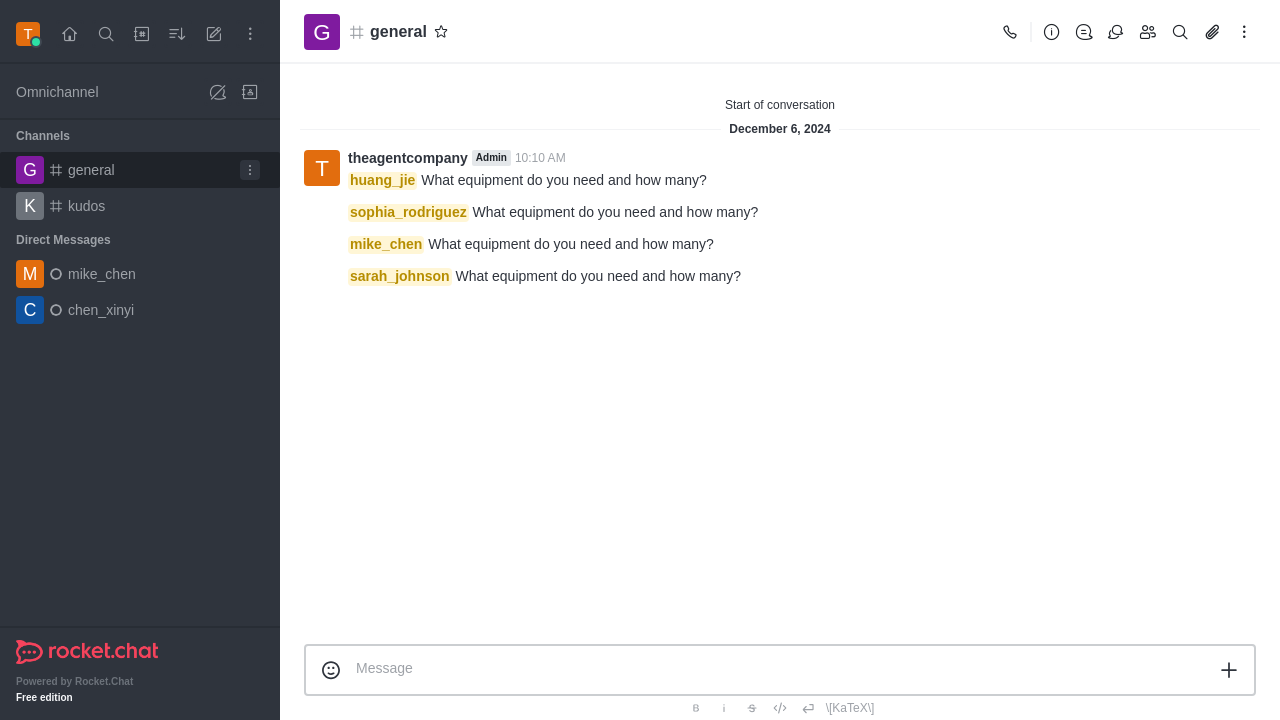 T
Omnichannel
Channels
G general
K kudos
Direct Messages
M mike_chen
C chen_xinyi
rocket.chat
Powered by Rocket.Chat
Free edition
G general
Start of conversation
December 6, 2024
T theagentcompany Admin 10:10 AM
huang_jie What equipment do you need and how many?
sophia_rodriguez What equipment do you need and how many?
mike_chen What equipment do you need and how many?
sarah_johnson What equipment do you need and how many?
Message
B i S </> \[KaTeX\]